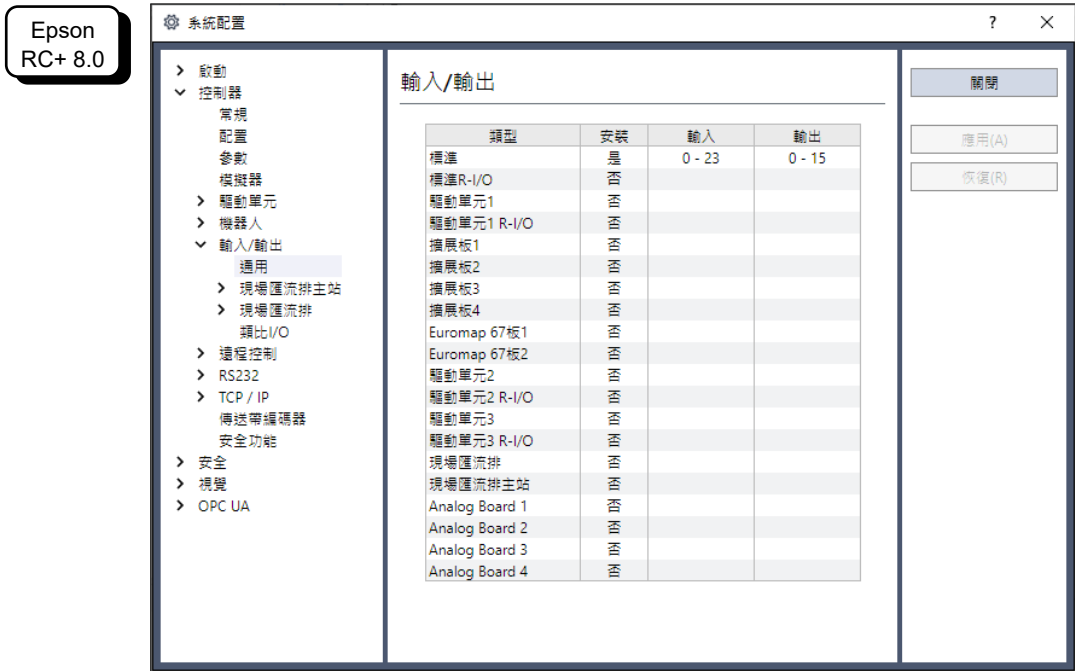 Epson
RC+ 8.0
系統配置
?
啟動
控制器
常規
配置
參數
模擬器
驅動單元
機器人
輸入/輸出
通用
現場匯流排主站
現場匯流排
類比I/O
遠程控制
RS232
TCP / IP
傳送帶編碼器
安全功能
安全
視覺
OPC UA
輸入/輸出
類型 安裝 輸入 輸出
標準 是 0 - 23 0 - 15
標準R-I/O 否
驅動單元1 否
驅動單元1 R-I/O 否
擴展板1 否
擴展板2 否
擴展板3 否
擴展板4 否
Euromap 67板1 否
Euromap 67板2 否
驅動單元2 否
驅動單元2 R-I/O 否
驅動單元3 否
驅動單元3 R-I/O 否
現場匯流排 否
現場匯流排主站 否
Analog Board 1 否
Analog Board 2 否
Analog Board 3 否
Analog Board 4 否
關閉
應用(A)
恢復(R)